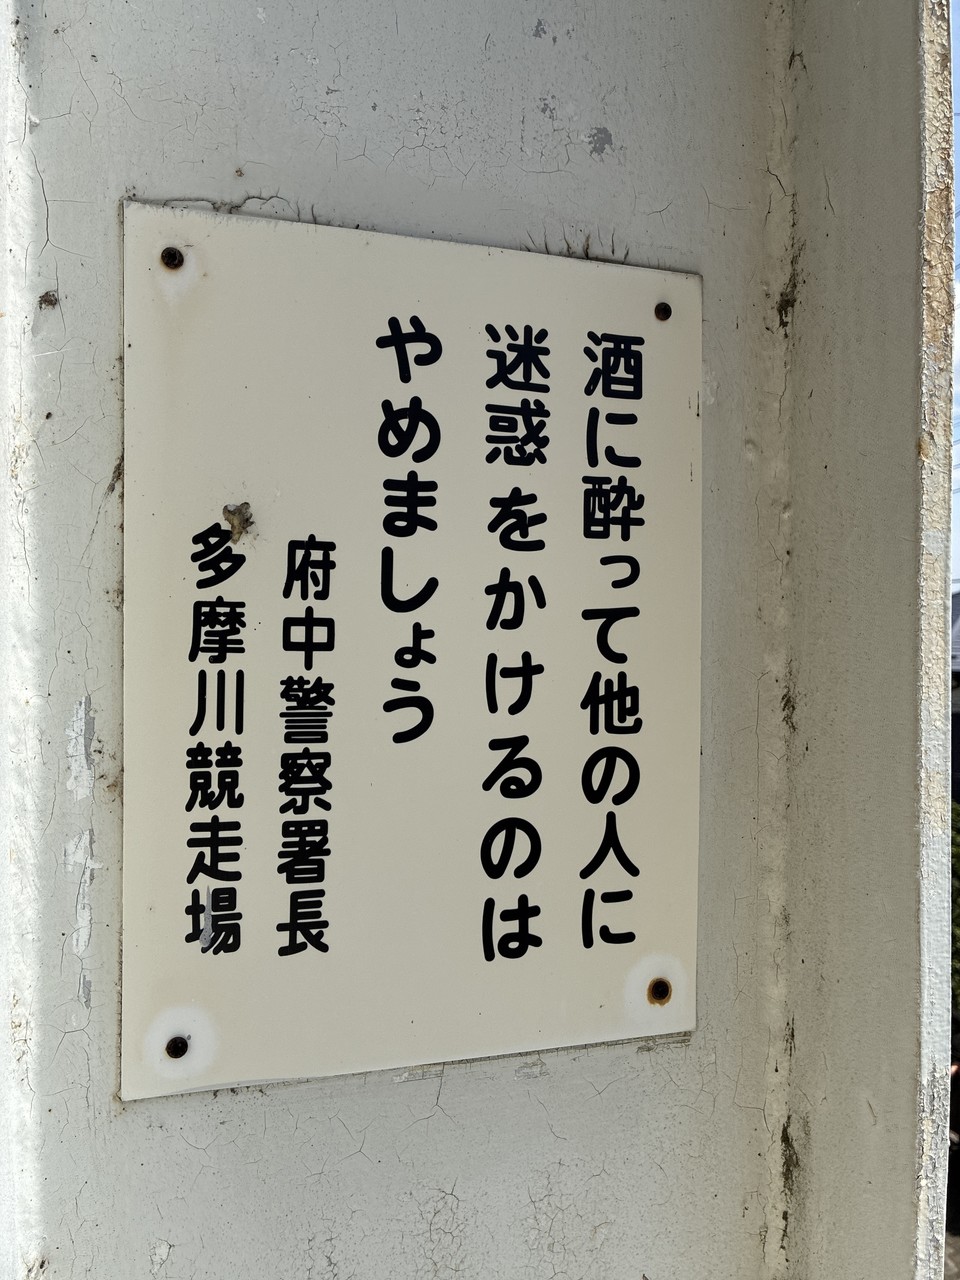 酒に酔って他の人に
迷惑をかけるのは
やめましょう
府中警察署長
多摩川競走場